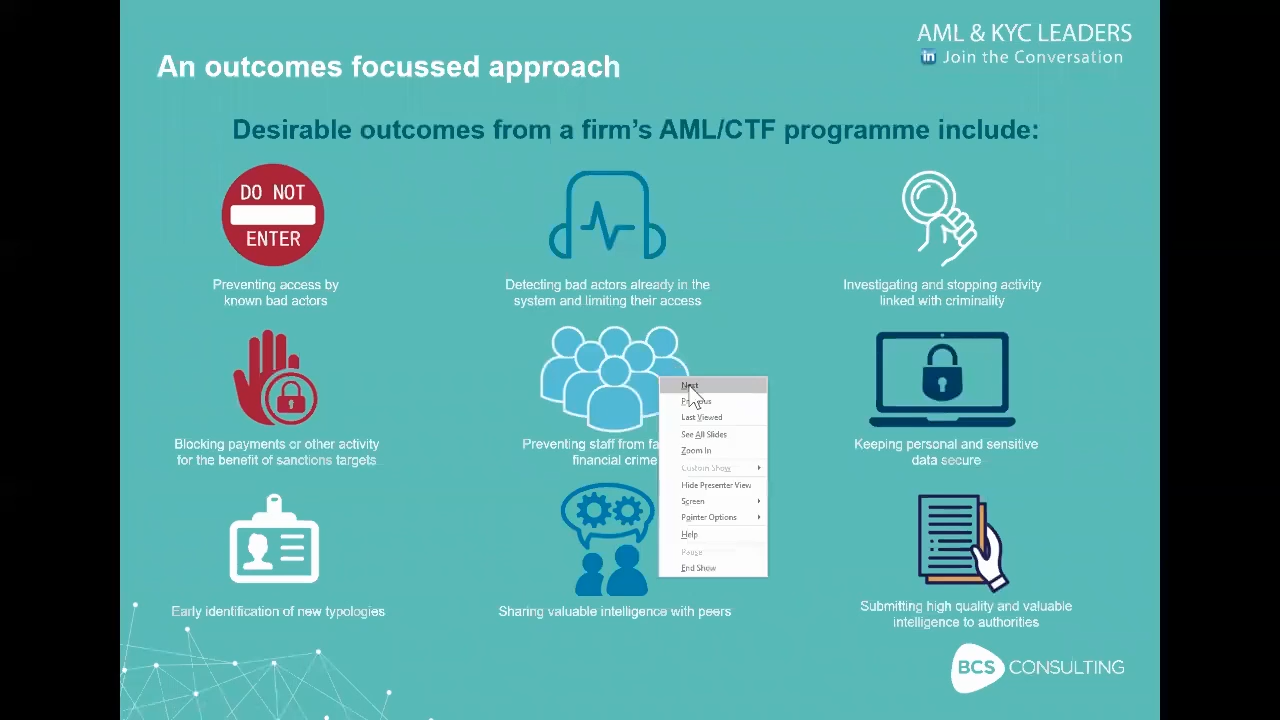 AML & KYC LEADERS
in Join the Conversation
An outcomes focussed approach
Desirable outcomes from a firm's AML/CTF programme include:
DO NOT
ENTER
Preventing access by
known bad actors
Detecting bad actors already in the
system and limiting their access
Investigating and stopping activity
linked with criminality
Blocking payments or other activity
for the benefit of sanctions targets
Preventing staff from fa
financial crime
Keeping personal and sensitive
data secure
Next
Previous
Last Viewed
See All Slides
Zoom In
Custom Show
Hide Presenter View
Screen
Pointer Options
Help
Pause
End Show
Early identification of new typologies
Sharing valuable intelligence with peers
Submitting high quality and valuable
intelligence to authorities
BCS CONSULTING